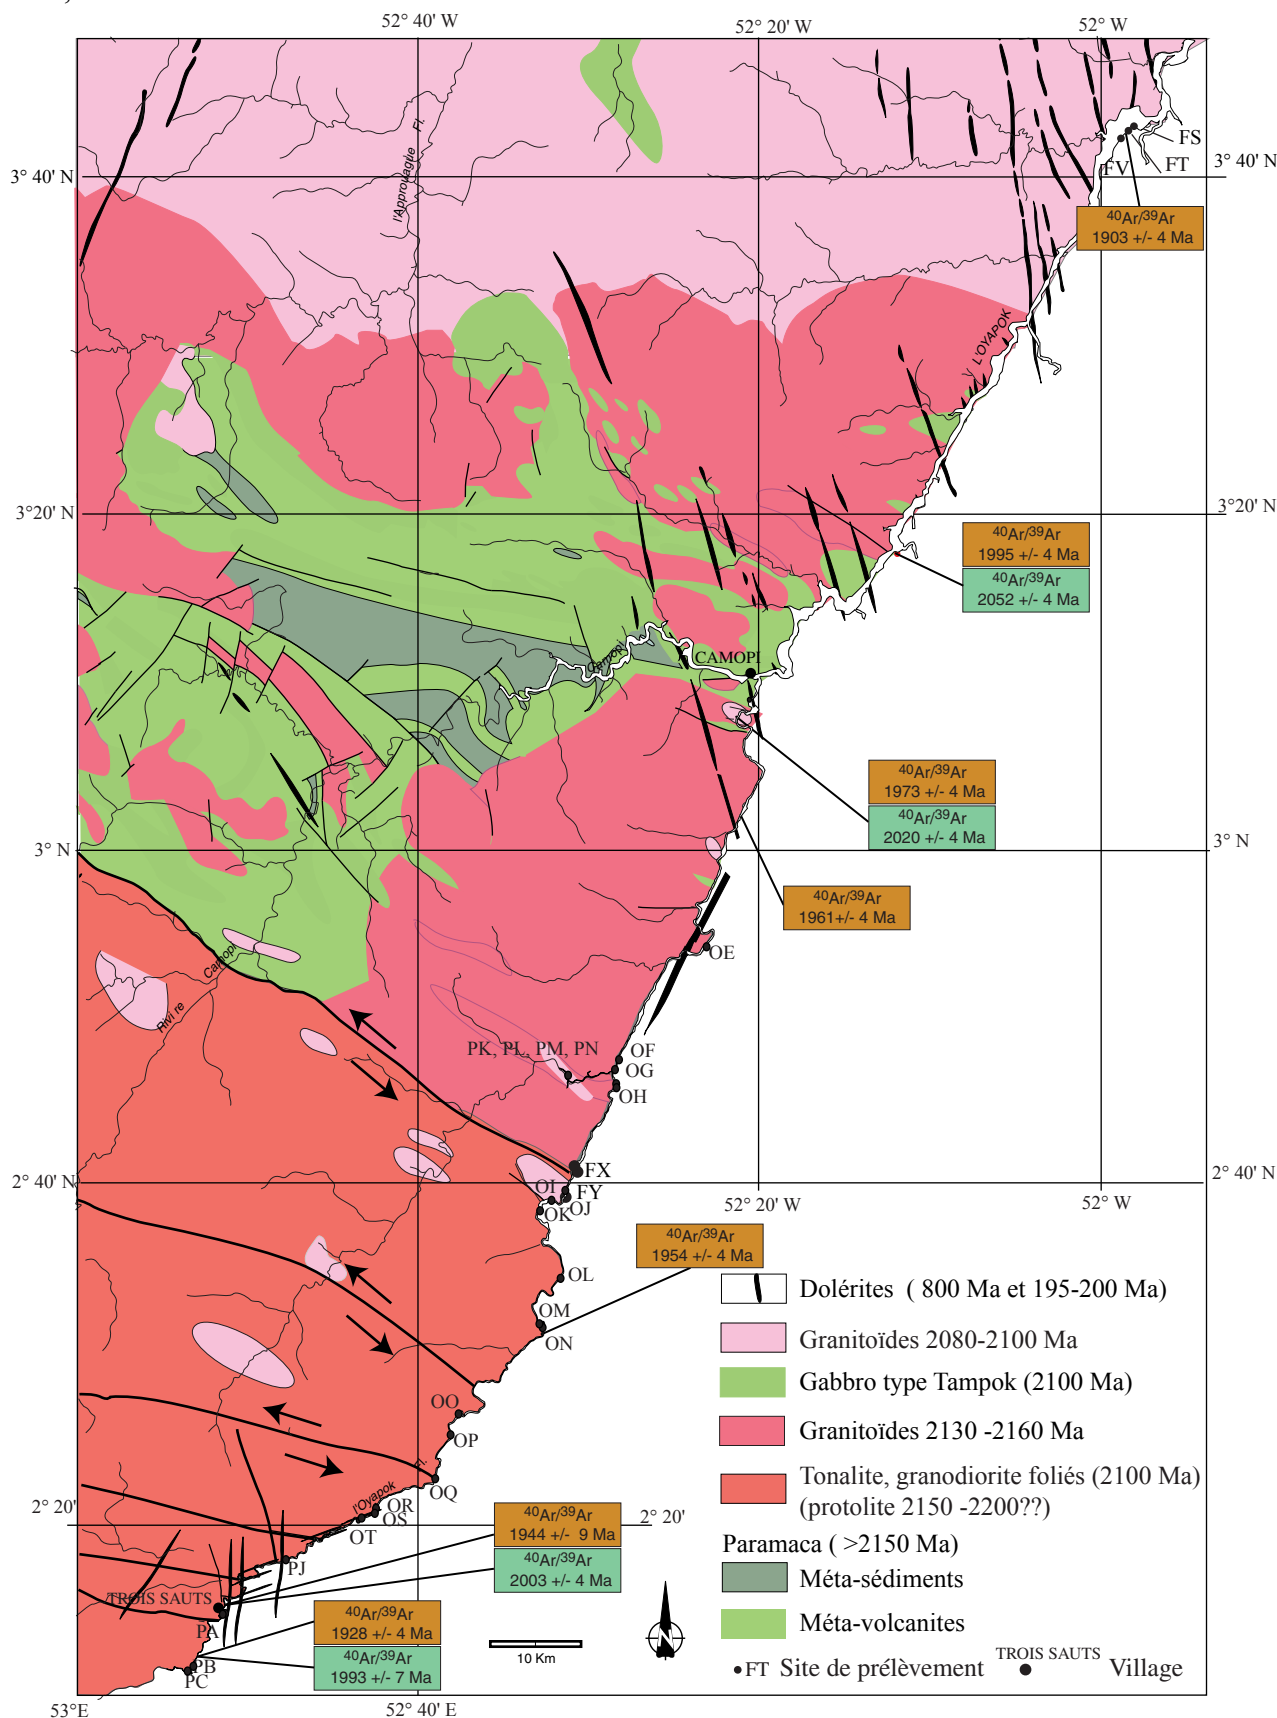 52° 40' W
52° 20' W
52° W
3° 40' N
3° 40' N
l'Approuague Fl.
FS
FV
FT
40Ar/39Ar
1903 +/- 4 Ma
L'OYAPOK
3°20' N
3° 20' N
40Ar/39Ar
1995 +/- 4 Ma
40Ar/39Ar
2052 +/- 4 Ma
Camopi
CAMOPI
40Ar/39Ar
1973 +/- 4 Ma
40Ar/39Ar
2020 +/- 4 Ma
3° N
3° N
40Ar/39Ar
1961+/- 4 Ma
OE
Rivi re Camopi
PK, PL, PM, PN
OF
OG
OH
FX
2° 40' N
2° 40' N
OI
FY
OJ
OK
52° 20' W
52° W
40Ar/39Ar
1954 +/- 4 Ma
OL
OM
ON
Dolérites ( 800 Ma et 195-200 Ma)
Granitoïdes 2080-2100 Ma
Gabbro type Tampok (2100 Ma)
Granitoïdes 2130 -2160 Ma
Tonalite, granodiorite foliés (2100 Ma)
(protolite 2150 -2200??)
Paramaca ( >2150 Ma)
Méta-sédiments
Méta-volcanites
OO
OP
OQ
l'Oyapok Fl.
OR
OS
OT
2° 20'
2° 20'
40Ar/39Ar
1944 +/- 9 Ma
40Ar/39Ar
2003 +/- 4 Ma
PJ
TROIS SAUTS
PA
40Ar/39Ar
1928 +/- 4 Ma
40Ar/39Ar
1993 +/- 7 Ma
PB
PC
10 Km
N
FT Site de prélèvement
TROIS SAUTS Village
53°E
52° 40' E